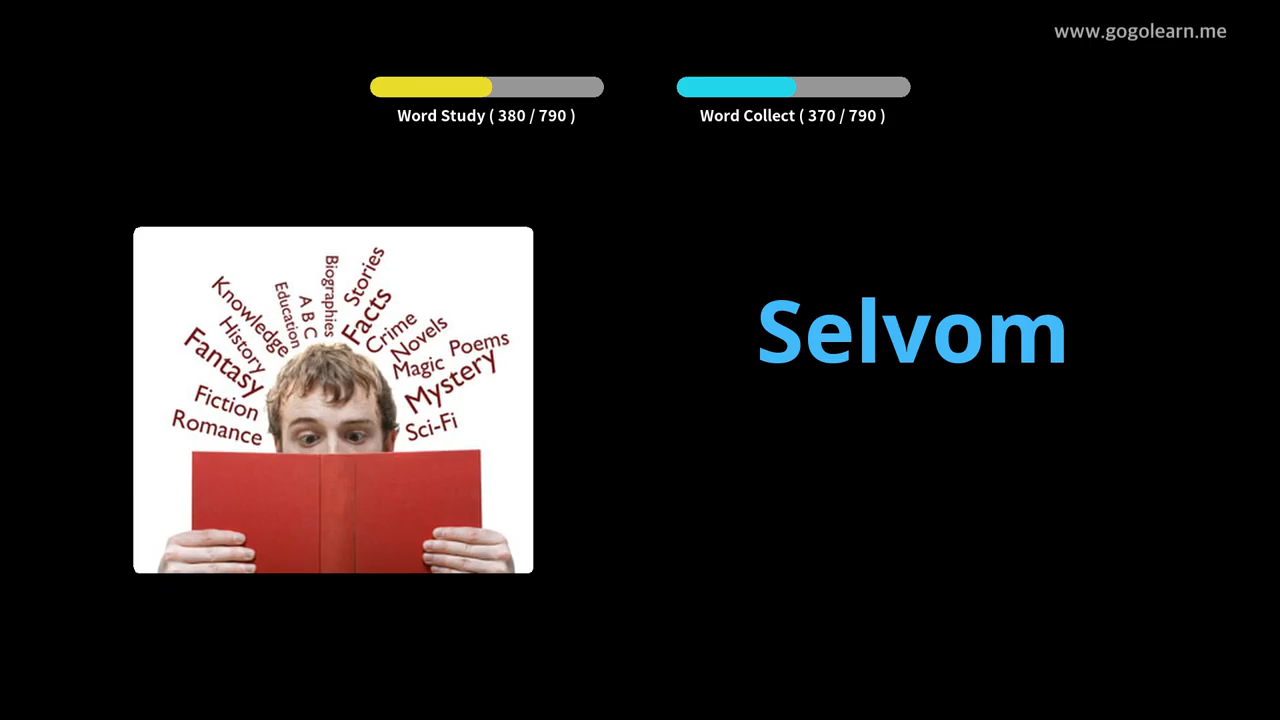 www.gogolearn.me
Word Study ( 380 / 790 )
Word Collect ( 370 / 790 )
Selvom
Biographies
Stories
Education
A B C
Facts
Knowledge
Crime
History
Novels
Fantasy
Magic
Poems
Mystery
Fiction
Romance
Sci-Fi